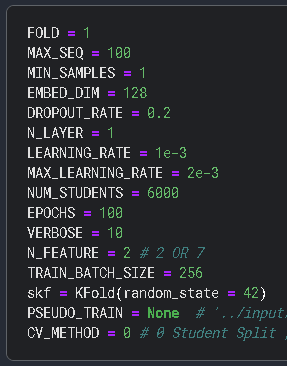 FOLD = 1
MAX_SEQ = 100
MIN_SAMPLES = 1
EMBED_DIM = 128
DROPOUT_RATE = 0.2
N_LAYER = 1
LEARNING_RATE = 1e-3
MAX_LEARNING_RATE = 2e-3
NUM_STUDENTS = 6000
EPOCHS = 100
VERBOSE = 10
N_FEATURE = 2 # 2 OR 7
TRAIN_BATCH_SIZE = 256
skf = KFold(random_state = 42)
PSEUDO_TRAIN = None  # '../input/
CV_METHOD = 0 # 0 Student Split ,